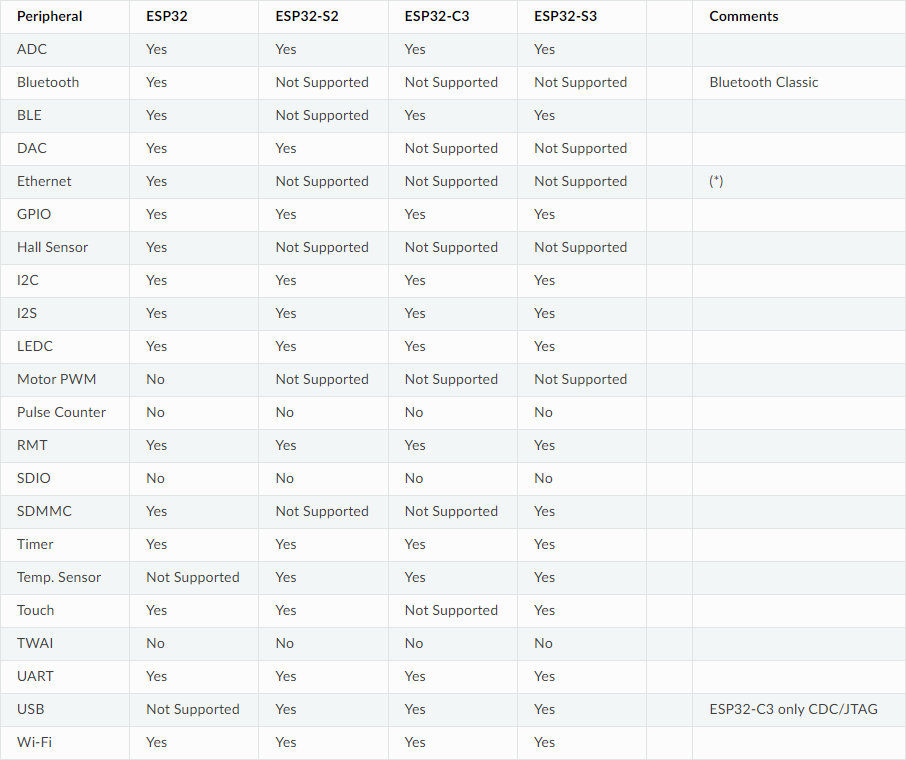 Peripheral ESP32 ESP32-S2 ESP32-C3 ESP32-S3 Comments
ADC Yes Yes Yes Yes
Bluetooth Yes Not Supported Not Supported Not Supported Bluetooth Classic
BLE Yes Not Supported Yes Yes
DAC Yes Yes Not Supported Not Supported
Ethernet Yes Not Supported Not Supported Not Supported (*)
GPIO Yes Yes Yes Yes
Hall Sensor Yes Not Supported Not Supported Not Supported
I2C Yes Yes Yes Yes
I2S Yes Yes Yes Yes
LEDC Yes Yes Yes Yes
Motor PWM No Not Supported Not Supported Not Supported
Pulse Counter No No No No
RMT Yes Yes Yes Yes
SDIO No No No No
SDMMC Yes Not Supported Not Supported Yes
Timer Yes Yes Yes Yes
Temp. Sensor Not Supported Yes Yes Yes
Touch Yes Yes Not Supported Yes
TWAI No No No No
UART Yes Yes Yes Yes
USB Not Supported Yes Yes Yes ESP32-C3 only CDC/JTAG
Wi-Fi Yes Yes Yes Yes